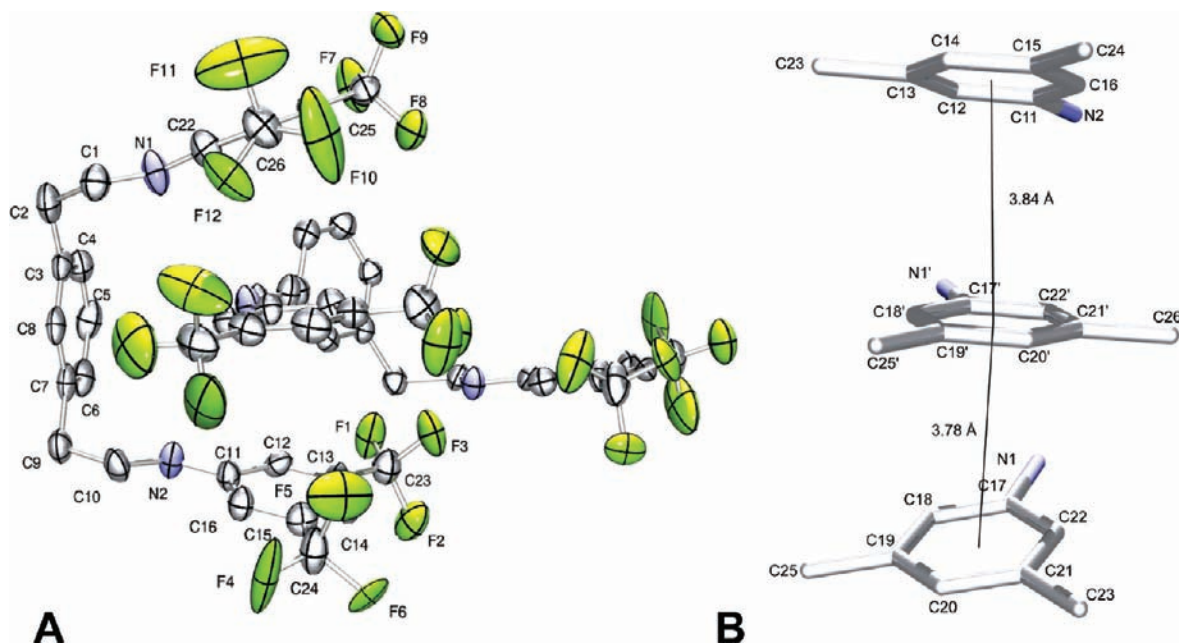 F9
F11
F7
F8
C22
N1
C25
C1
C26
F10
C2
F12
C4
C3
C5
C8
C7
C6
F1
F3
C9
C12
C13
C11
C10
N2
F5
C23
C16
C15
F2
C14
F4
C24
F6
A
C14
C15
C24
C23
C16
C13
C12
C11
N2
3.84 Å
N1'
C17'
C22'
C18'
C21'
C26
C25'
C19'
C20'
3.78 Å
N1
C17
C18
C22
C19
C25
C21
C20
C23
B